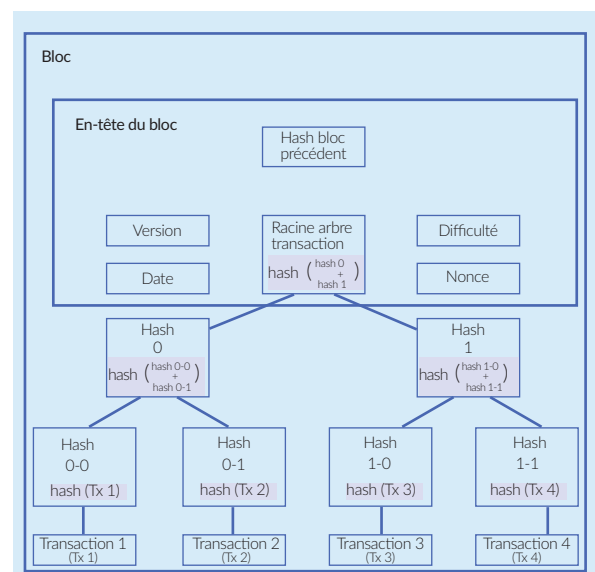 Bloc
En-tête du bloc
Hash bloc
précédent
Version
Racine arbre
transaction
hash ( hash 0
+
hash 1 )
Difficulté
Date
Nonce
Hash
0
hash ( hash 0-0
+
hash 0-1 )
Hash
1
hash ( hash 1-0
+
hash 1-1 )
Hash
0-0
hash (Tx 1)
Hash
0-1
hash (Tx 2)
Hash
1-0
hash (Tx 3)
Hash
1-1
hash (Tx 4)
Transaction 1
(Tx 1)
Transaction 2
(Tx 2)
Transaction 3
(Tx 3)
Transaction 4
(Tx 4)